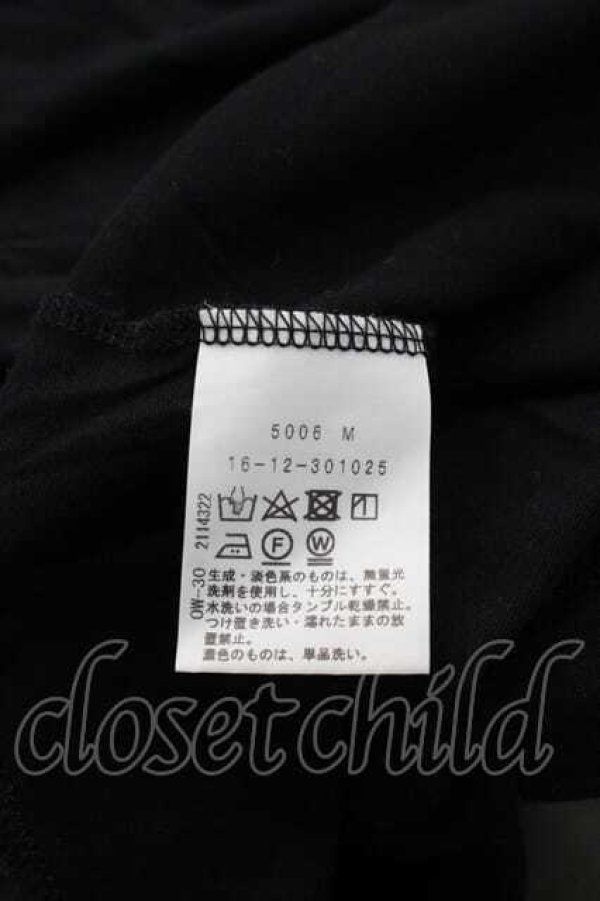 5006 M
16-12-301025
F W
生成・淡色系のものは、無蛍光
洗剤を使用し、十分にすすぐ。
水洗いの場合タンブル乾燥禁止。
つけ置き洗い・濡れたままの放
置禁止。
濃色のものは、単品洗い。
OW-30 2114322
closet child